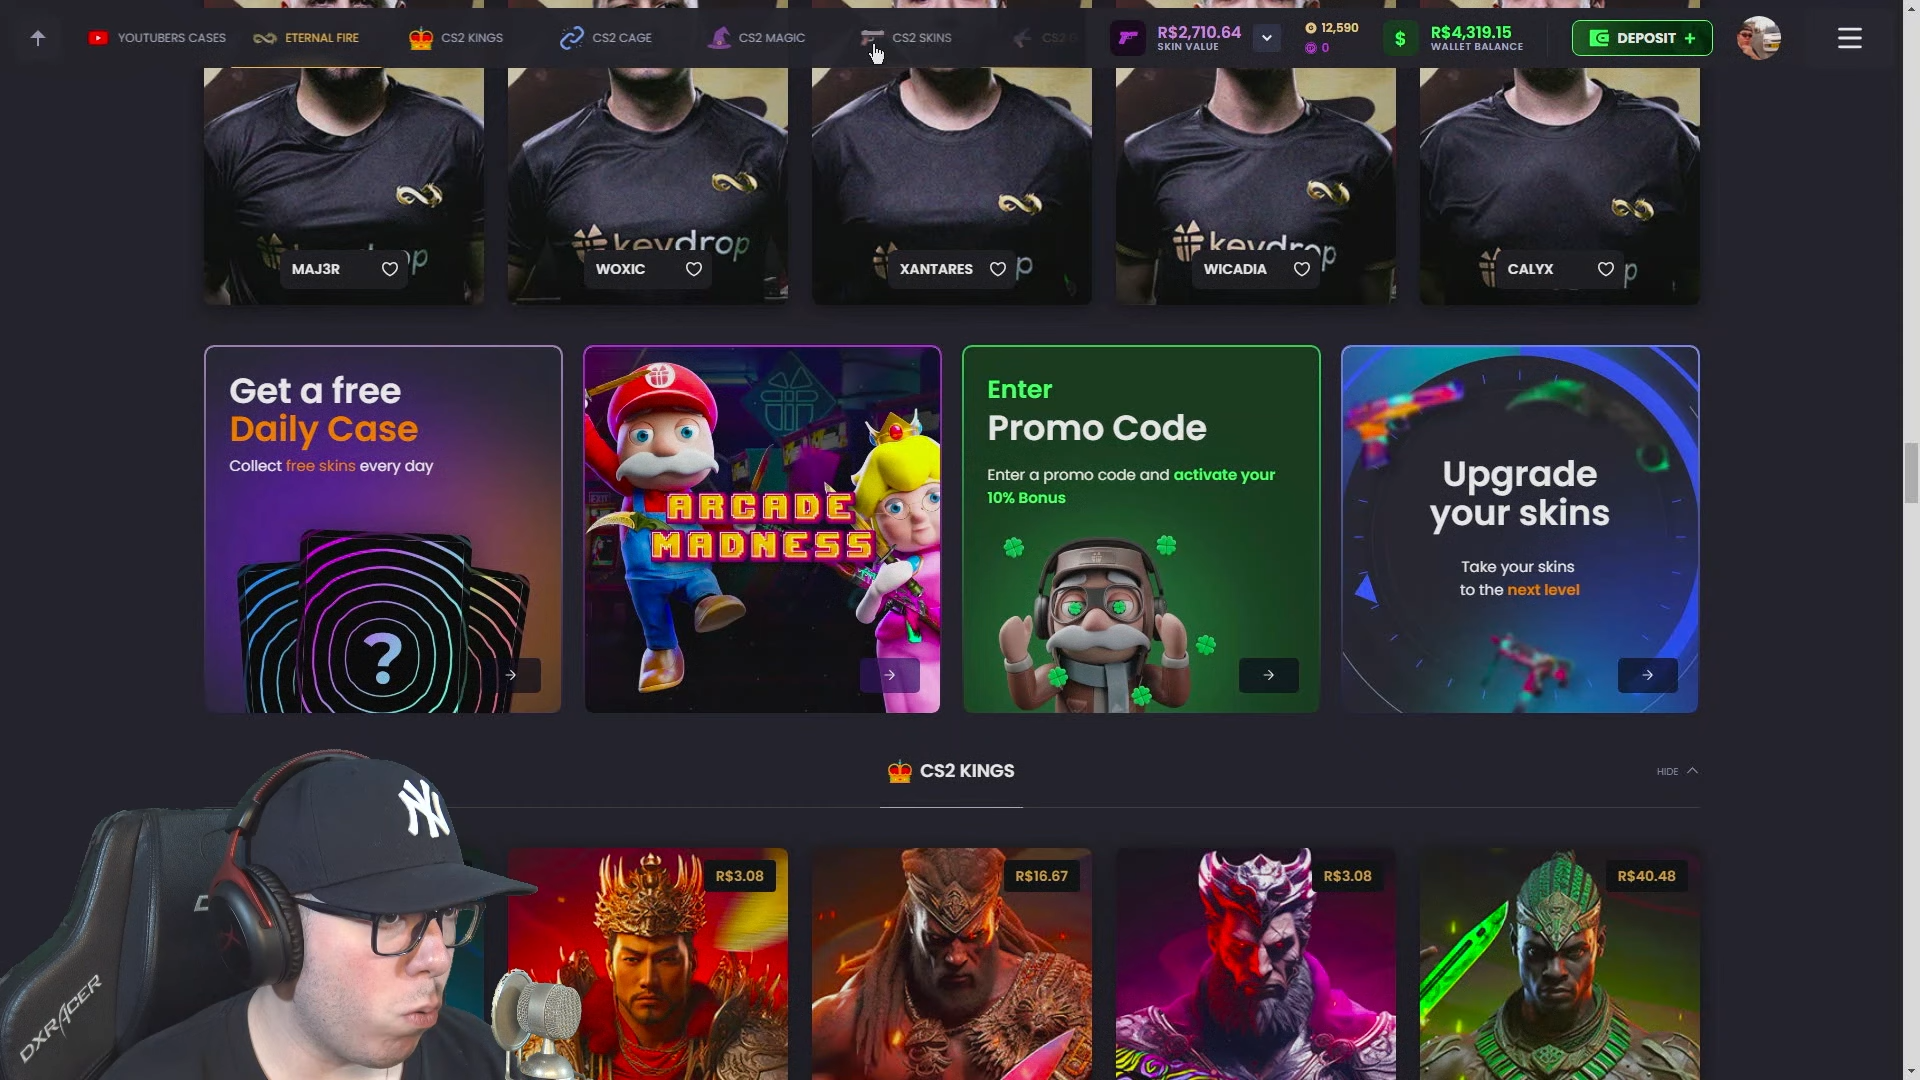 YOUTUBERS CASES
ETERNAL FIRE
CS2 KINGS
CS2 CAGE
CS2 MAGIC
CS2 SKINS
R$2,710.64
SKIN VALUE
12,590
0
$
R$4,319.15
WALLET BALANCE
DEPOSIT +
keydrop
keydrop
MAJ3R
WOXIC
XANTARES
WICADIA
CALYX
Get a free
Daily Case
Collect free skins every day
?
ARCADE
MADNESS
EXIT
Enter
Promo Code
Enter a promo code and activate your
10% Bonus
Upgrade
your skins
Take your skins
to the next level
CS2 KINGS
HIDE
R$3.08
R$16.67
R$3.08
R$40.48
NY
DXRACER